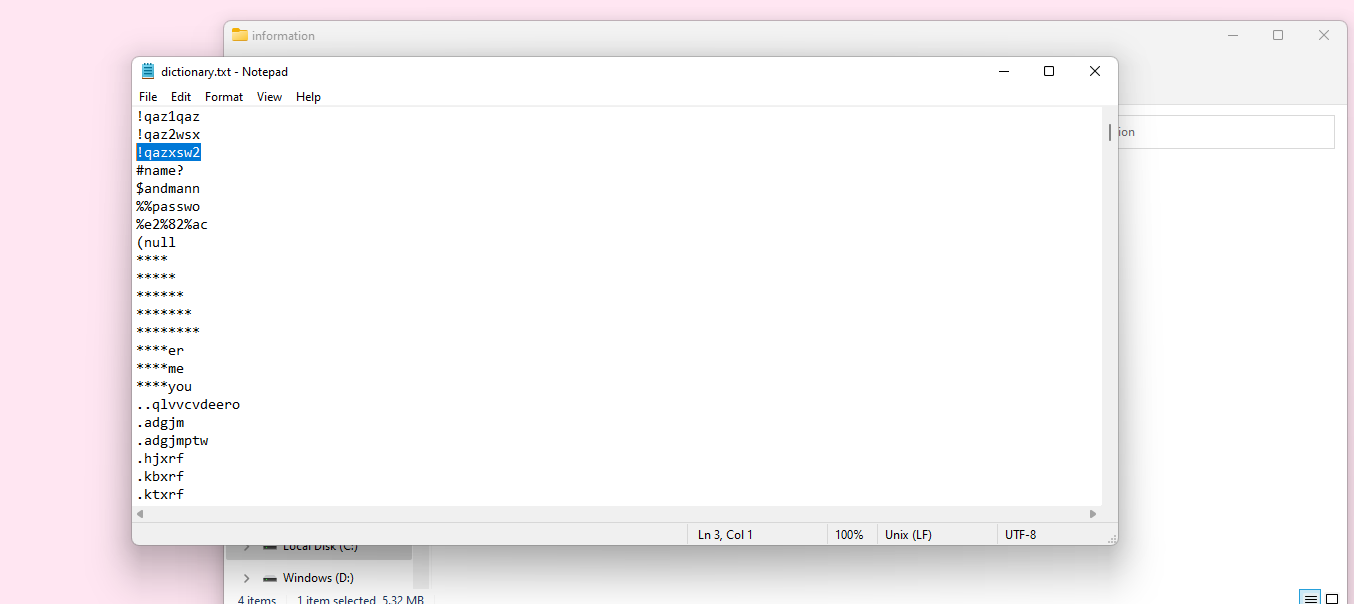 information
dictionary.txt - Notepad
File Edit Format View Help
!qaz1qaz
!qaz2wsx
!qazxsw2
#name?
$andmann
%%passwo
%e2%82%ac
(null
****
*****
******
*******
********
****er
****me
****you
..qlvvcvdeero
.adgjm
.adgjmptw
.hjxrf
.kbxrf
.ktxrf
ion
Ln 3, Col 1 100% Unix (LF) UTF-8
Local Disk (C:)
Windows (D:)
4 items 1 item selected 5.32 MB